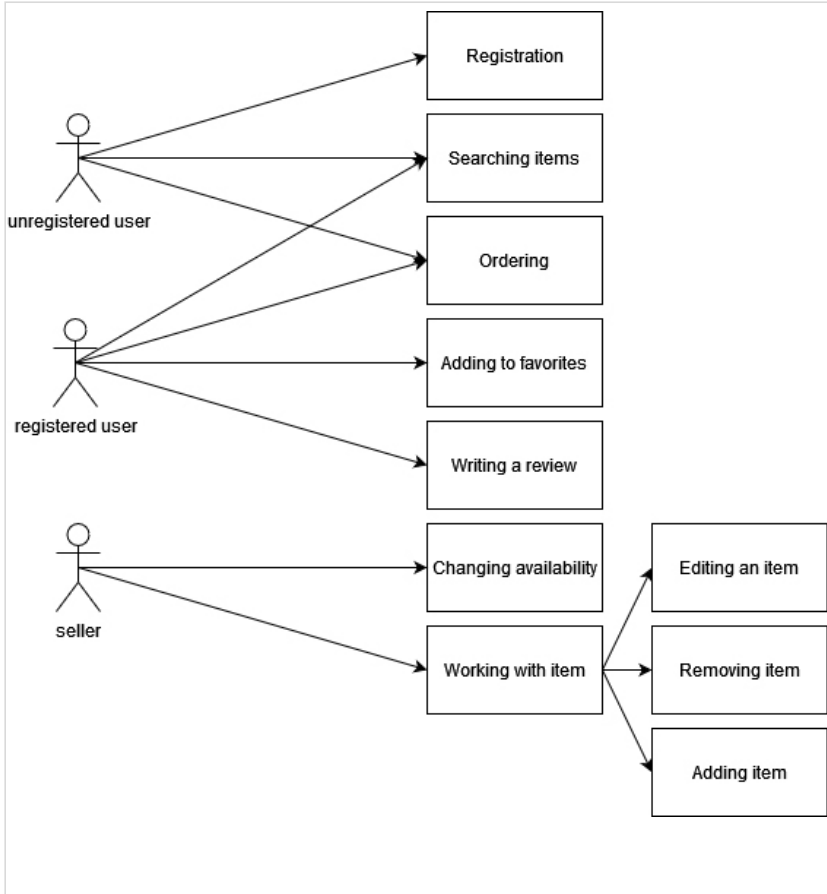 Registration
Searching items
unregistered user
Ordering
Adding to favorites
registered user
Writing a review
Changing availability
Editing an item
seller
Working with item
Removing item
Adding item